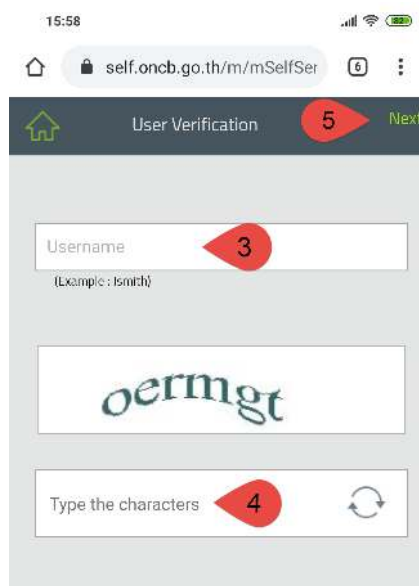 15:58
82
self.oncb.go.th/m/mSelfSer
6
User Verification
5
Next
Username
3
(Example : lsmith)
oermgt
Type the characters
4